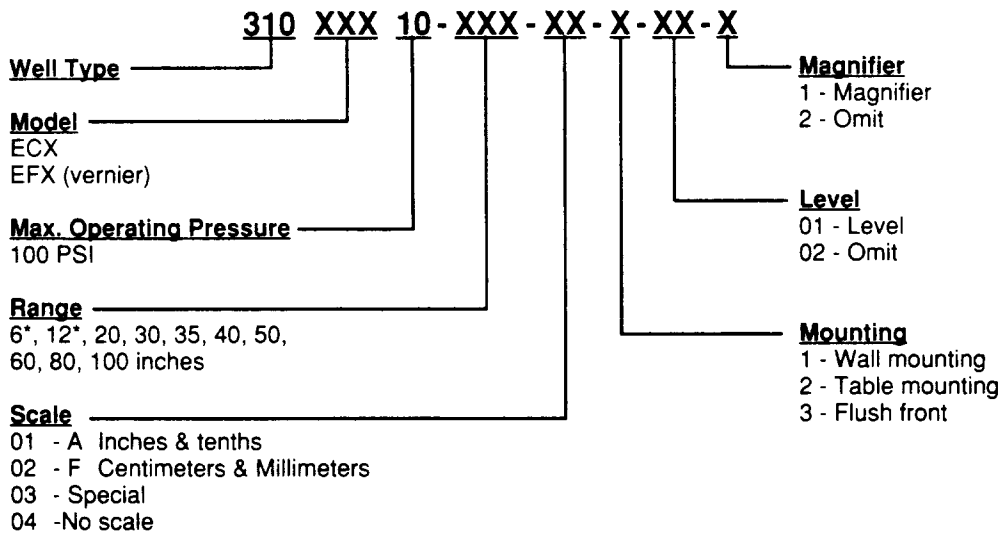 310 XXX 10 - XXX - XX - X - XX - X
Well Type
Model
ECX
EFX (vernier)
Max. Operating Pressure
100 PSI
Range
6*, 12*, 20, 30, 35, 40, 50,
60, 80, 100 inches
Scale
01 - A Inches & tenths
02 - F Centimeters & Millimeters
03 - Special
04 -No scale
Magnifier
1 - Magnifier
2 - Omit
Level
01 - Level
02 - Omit
Mounting
1 - Wall mounting
2 - Table mounting
3 - Flush front